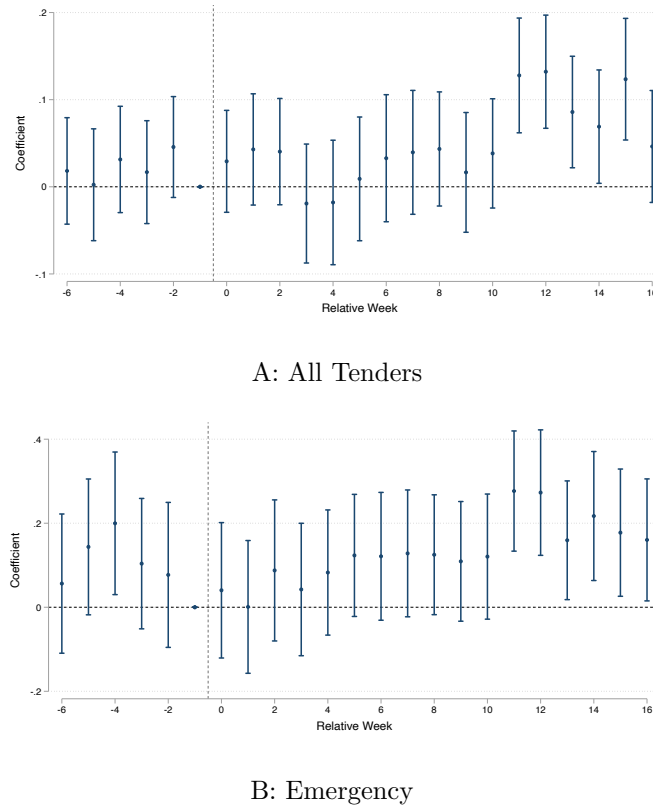 .2
.1
0
-.1
Coefficient
-6 -4 -2 0 2 4 6 8 10 12 14 16
Relative Week
A: All Tenders
.4
.2
0
-.2
Coefficient
-6 -4 -2 0 2 4 6 8 10 12 14 16
Relative Week
B: Emergency